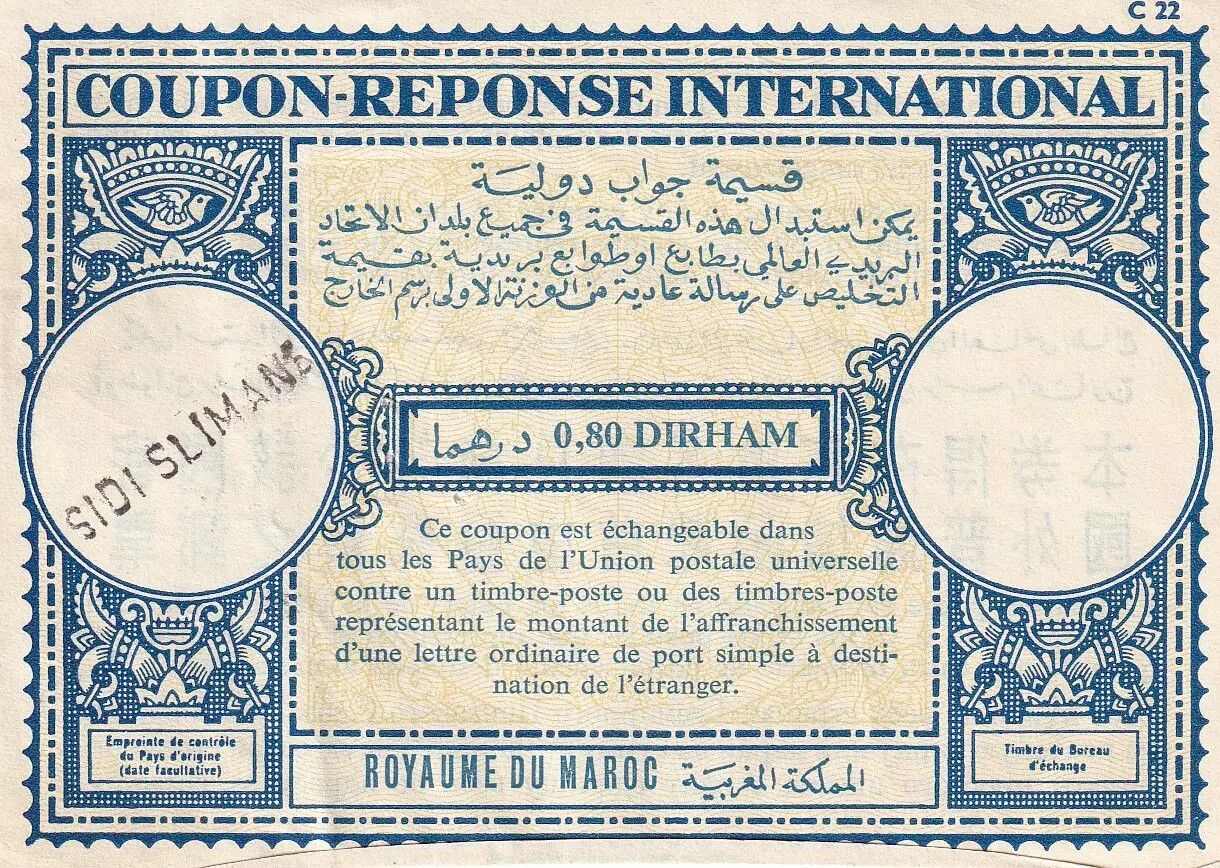 C 22
COUPON-REPONSE INTERNATIONAL
قسيمة جواب دولية
يمكن استبدال هذه القسيمة في جميع بلدان الاتحاد
البريدي العالمي بطابع او طوابع بريدية بقيمة
التخليص على رسالة عادية من الوزنة الاولى برسم الخارج
SIDI SLIMANE
درهما 0,80 DIRHAM
Ce coupon est échangeable dans
tous les Pays de l'Union postale universelle
contre un timbre-poste ou des timbres-poste
représentant le montant de l'affranchissement
d'une lettre ordinaire de port simple à desti-
nation de l'étranger.
Empreinte de contrôle
du Pays d'origine
(date facultative)
ROYAUME DU MAROC المملكة المغربية
Timbre du Bureau
d'échange